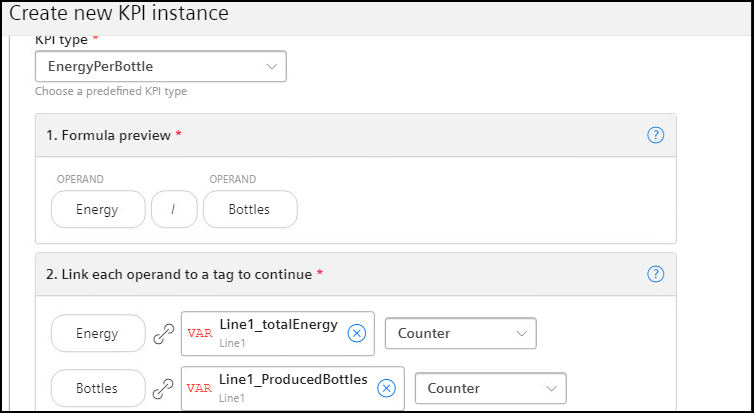 Create new KPI instance
KPI type *
EnergyPerBottle
Choose a predefined KPI type
1. Formula preview *
?
OPERAND OPERAND
Energy / Bottles
2. Link each operand to a tag to continue *
?
Energy VAR Line1_totalEnergy Counter
Line1
Bottles VAR Line1_ProducedBottles Counter
Line1